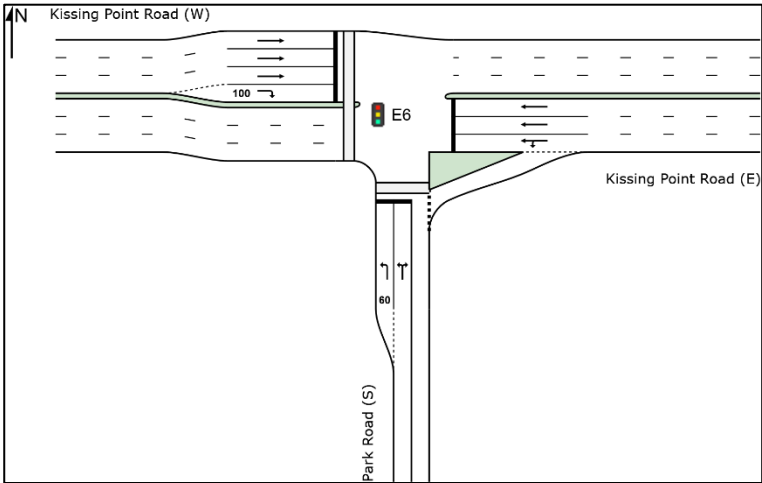 N
Kissing Point Road (W)
100
E6
Kissing Point Road (E)
60
Park Road (S)